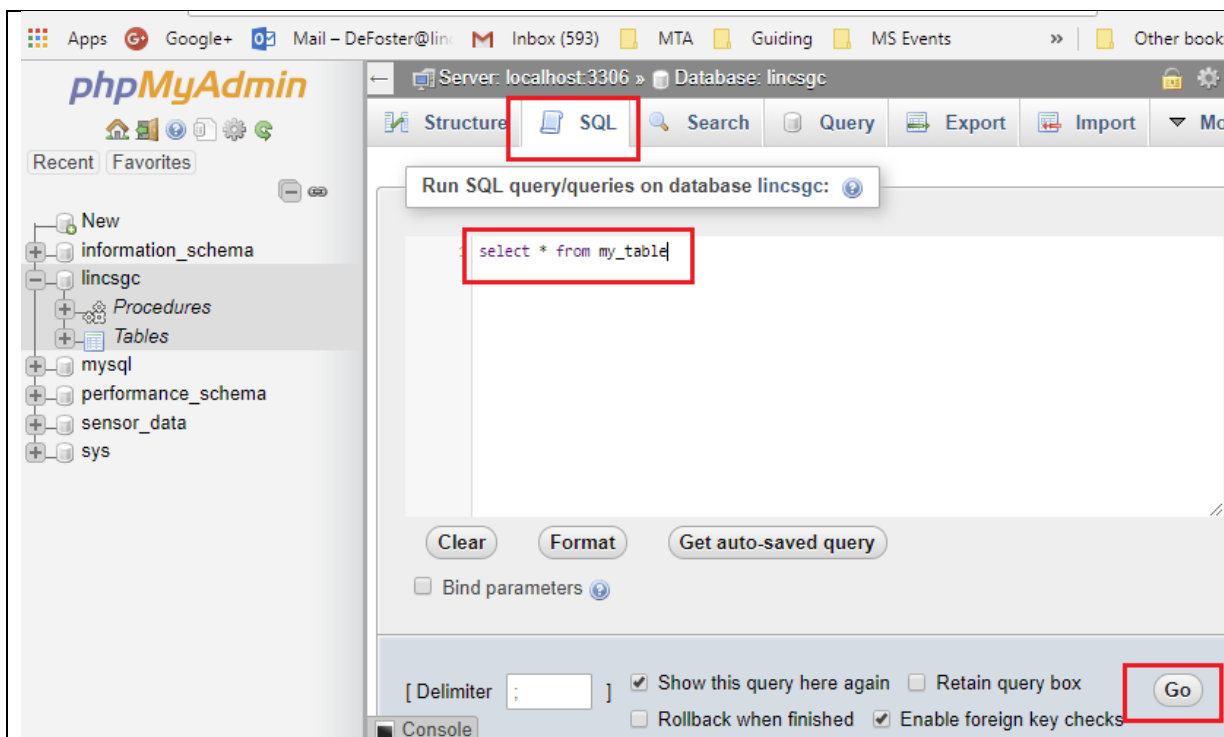 Apps Google+ Mail – DeFoster@linc Inbox (593) MTA Guiding MS Events » Other book
phpMyAdmin
Server: localhost:3306 » Database: lincsgc
Structure SQL Search Query Export Import
Recent Favorites
Run SQL query/queries on database lincsgc:
New
information_schema
lincsgc
Procedures
Tables
mysql
performance_schema
sensor_data
sys
1 select * from my_table
Clear Format Get auto-saved query
Bind parameters
[ Delimiter ; ] Show this query here again Retain query box Go
Rollback when finished Enable foreign key checks
Console